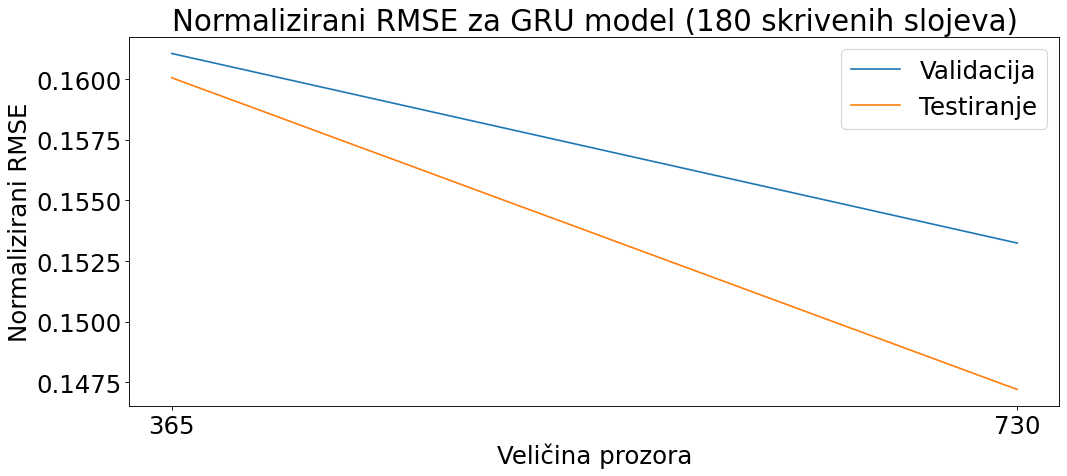 Normalizirani RMSE za GRU model (180 skrivenih slojeva)
Validacija
Testiranje
Normalizirani RMSE
0.1600
0.1575
0.1550
0.1525
0.1500
0.1475
365
730
Veličina prozora